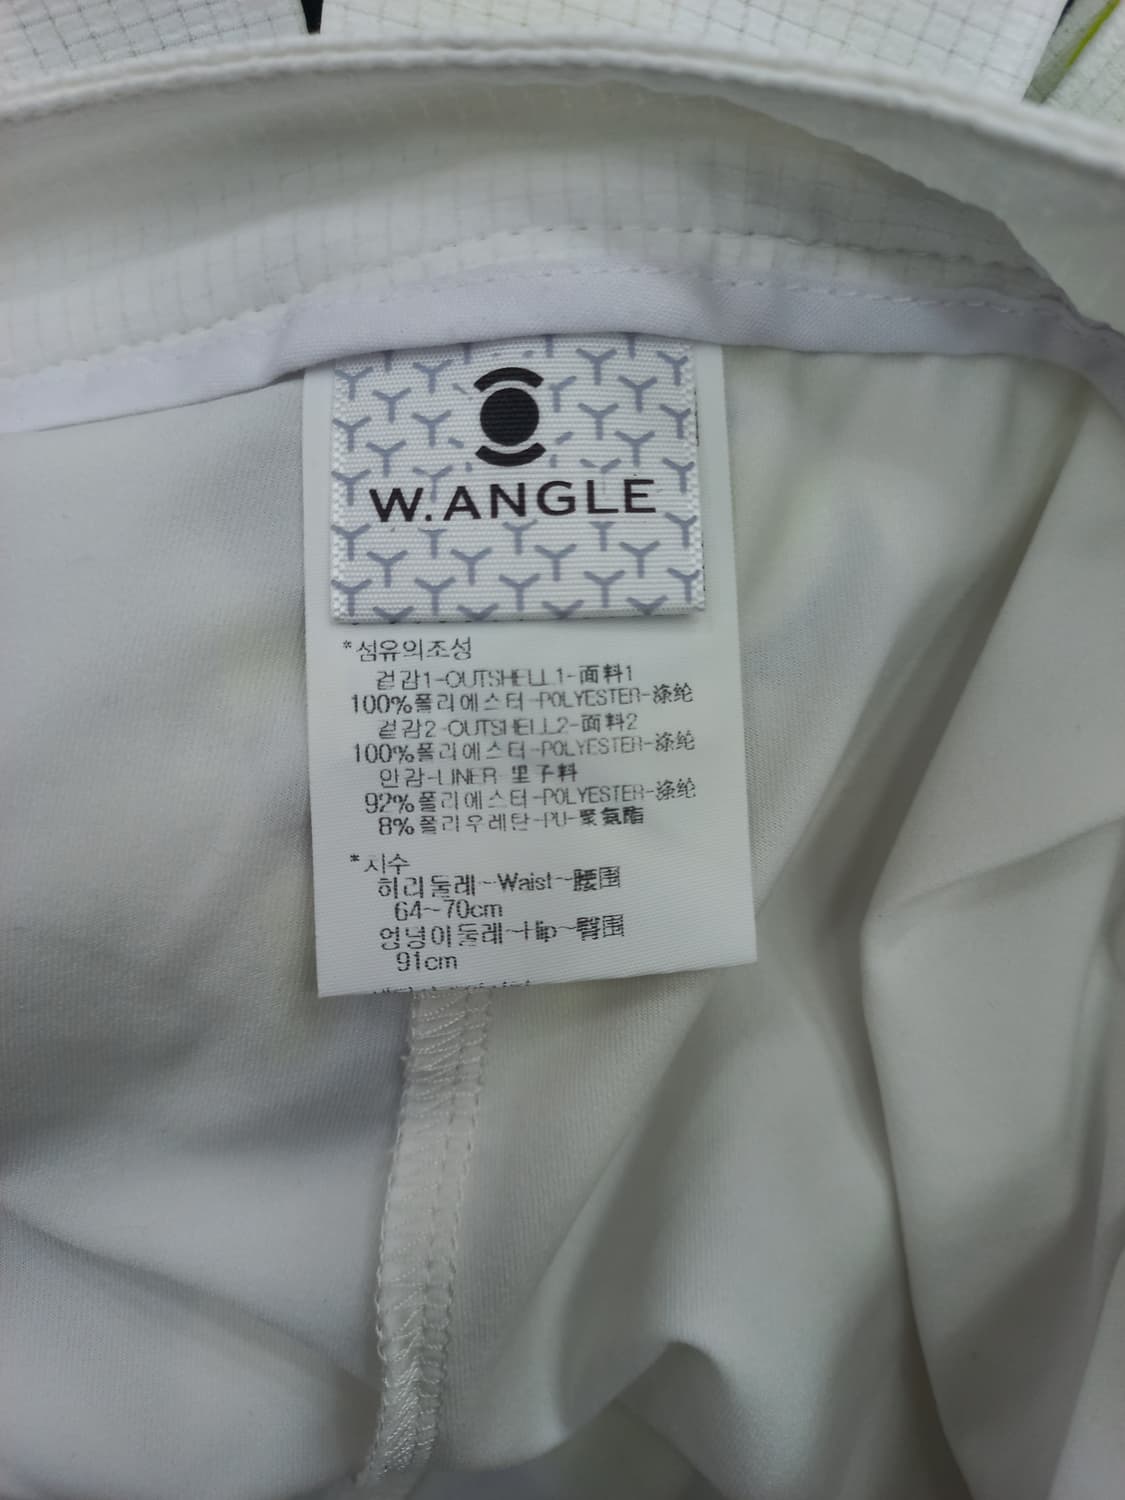 W.ANGLE
*섬유의조성
겉감1-OUTSHELL1-面料1
100%폴리에스터-POLYESTER-涤纶
겉감2-OUTSHELL2-面料2
100%폴리에스터-POLYESTER-涤纶
안감-LINER-里子料
92%폴리에스터-POLYESTER-涤纶
8%폴리우레탄-PU-聚氨酯
*치수
허리둘레~Waist~腰围
64~70cm
엉덩이둘레~Hip~臀围
91cm